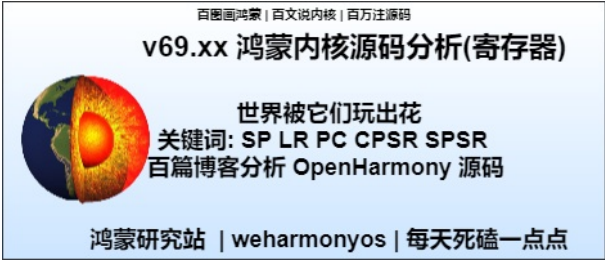 百图画鸿蒙 | 百文说内核 | 百万注源码
v69.xx 鸿蒙内核源码分析(寄存器)
世界被它们玩出花
关键词: SP LR PC CPSR SPSR
百篇博客分析 OpenHarmony 源码
鸿蒙研究站 | weharmonyos | 每天死磕一点点